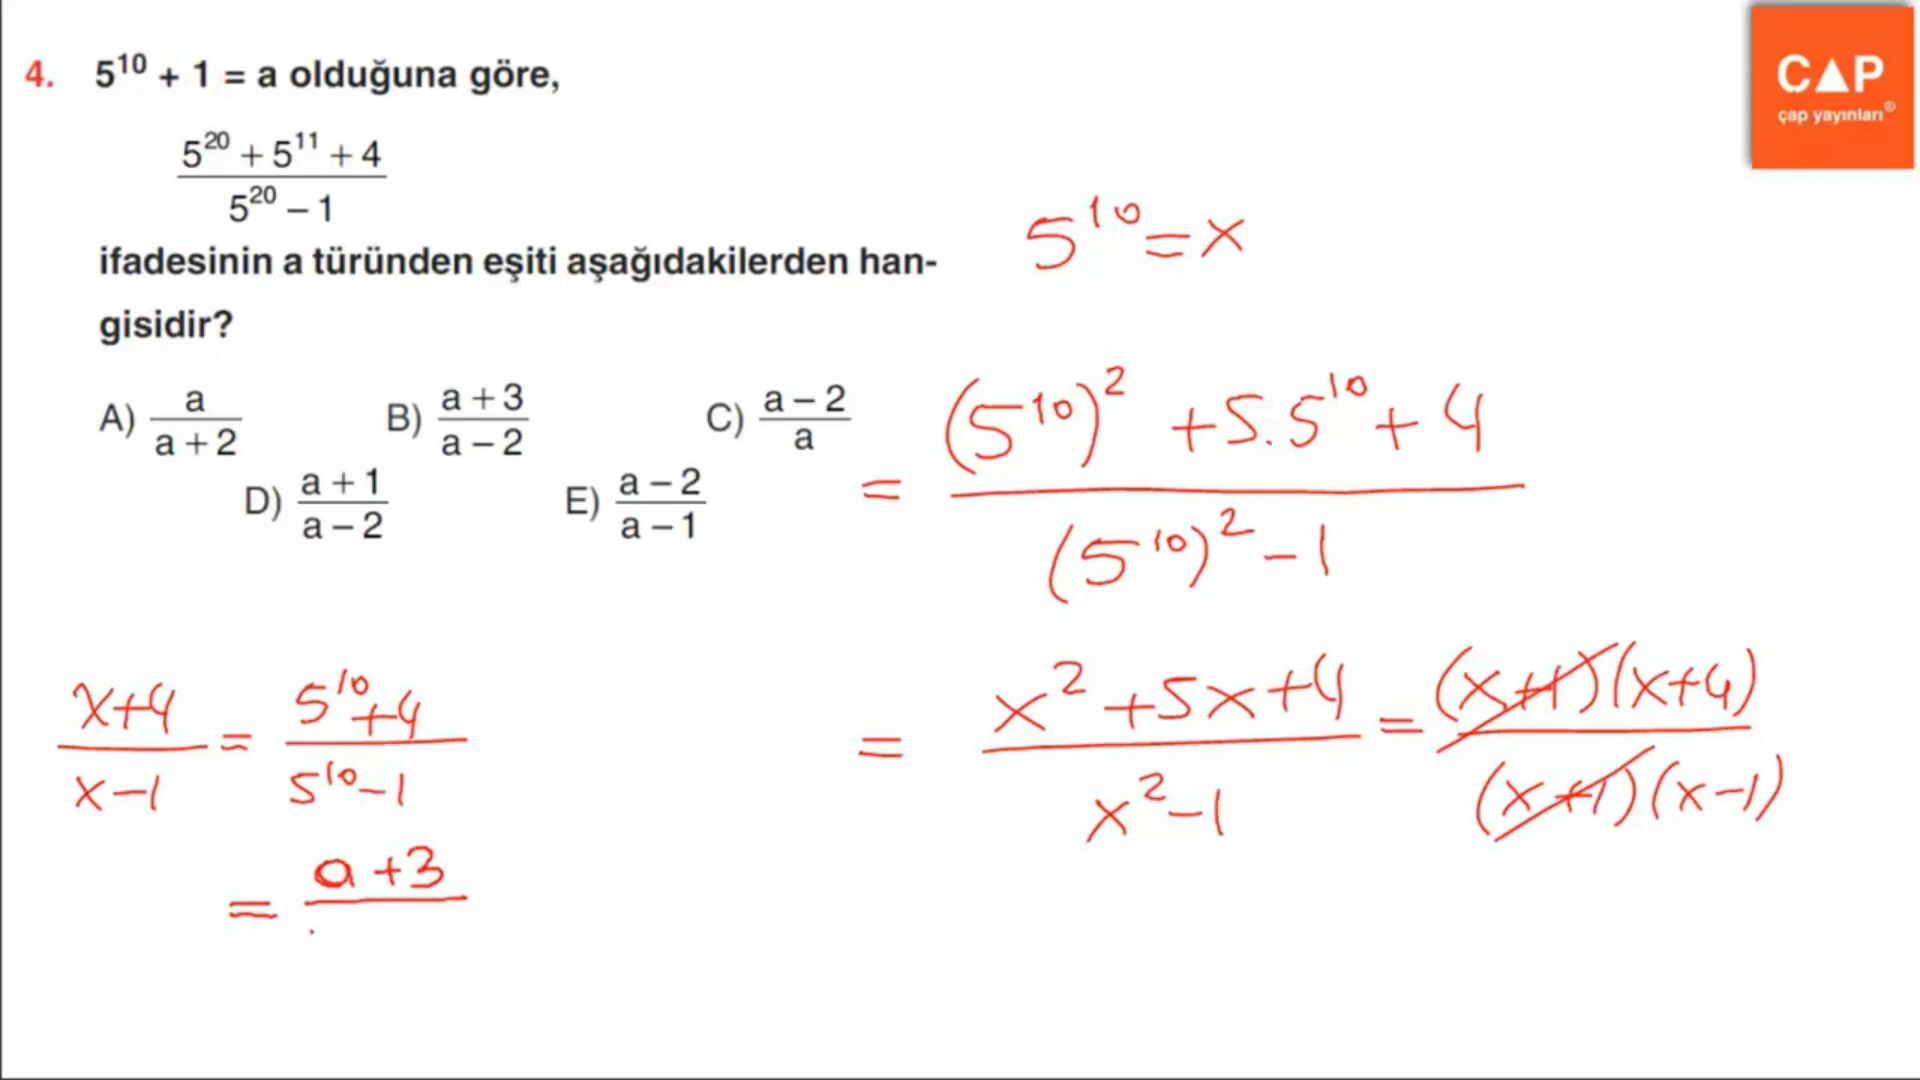 4. 5¹⁰ + 1 = a olduğuna göre,
5²⁰ + 5¹¹ + 4
5²⁰ – 1
ifadesinin a türünden eşiti aşağıdakilerden han-
gisidir?
A) a / a + 2 B) a + 3 / a – 2 C) a – 2 / a
D) a + 1 / a – 2 E) a – 2 / a – 1
ÇAP
çap yayınları®
5¹⁰ = x
= (5¹⁰)² + 5.5¹⁰ + 4
(5¹⁰)² – 1
= x² + 5x + 4 / x² – 1 = (x+1)(x+4) / (x+1)(x–1)
x+4 / x–1 = 5¹⁰+4 / 5¹⁰–1
= a+3